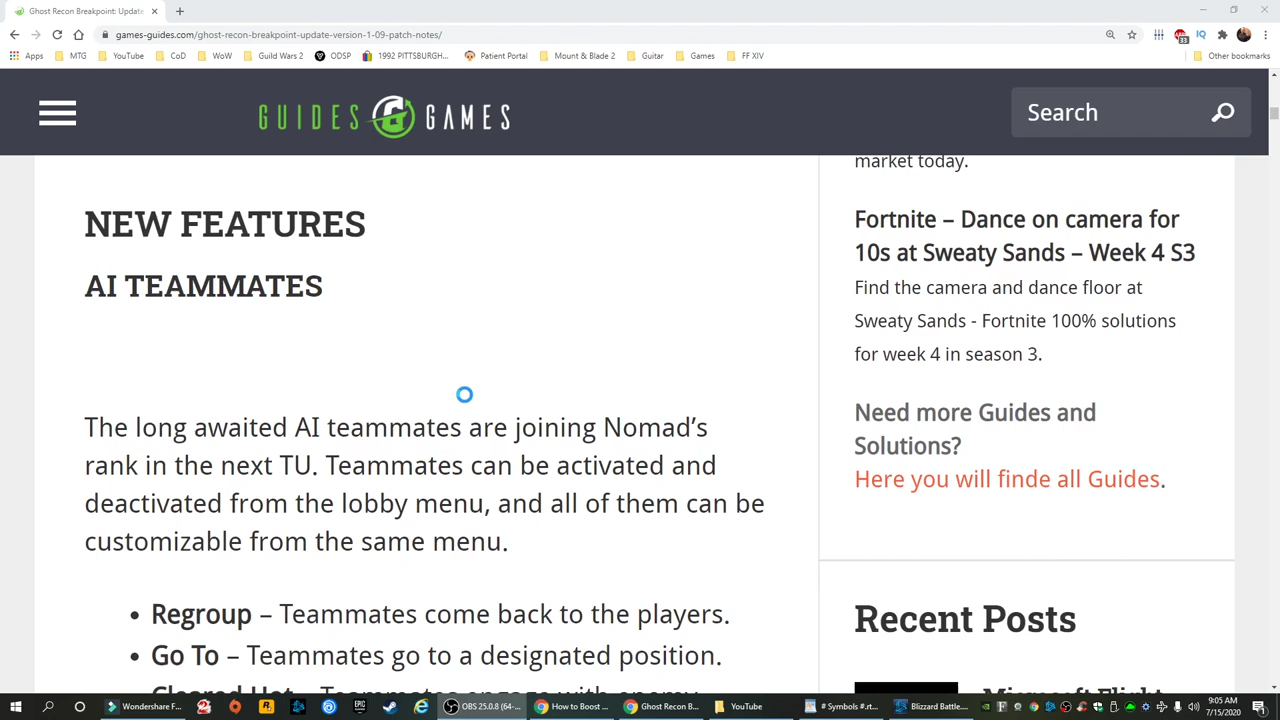 Ghost Recon Breakpoint: Update
games-guides.com/ghost-recon-breakpoint-update-version-1-09-patch-notes/
33
Apps
MTG
YouTube
CoD
WoW
Guild Wars 2
ODSP
1992 PITTSBURGH...
Patient Portal
Mount & Blade 2
Guitar
Games
FF XIV
Other bookmarks
GUIDES G GAMES
Search
NEW FEATURES
AI TEAMMATES
The long awaited AI teammates are joining Nomad's
rank in the next TU. Teammates can be activated and
deactivated from the lobby menu, and all of them can be
customizable from the same menu.
• Regroup – Teammates come back to the players.
• Go To – Teammates go to a designated position.
Cleared Hot – Teammates engage with enemy
market today.
Fortnite – Dance on camera for
10s at Sweaty Sands – Week 4 S3
Find the camera and dance floor at
Sweaty Sands - Fortnite 100% solutions
for week 4 in season 3.
Need more Guides and
Solutions?
Here you will finde all Guides.
Recent Posts
Microsoft Flight
Wondershare F...
OBS 25.0.8 (64-...
How to Boost ...
Ghost Recon B...
YouTube
# Symbols #.rt...
Blizzard Battle...
9:05 AM
7/15/2020